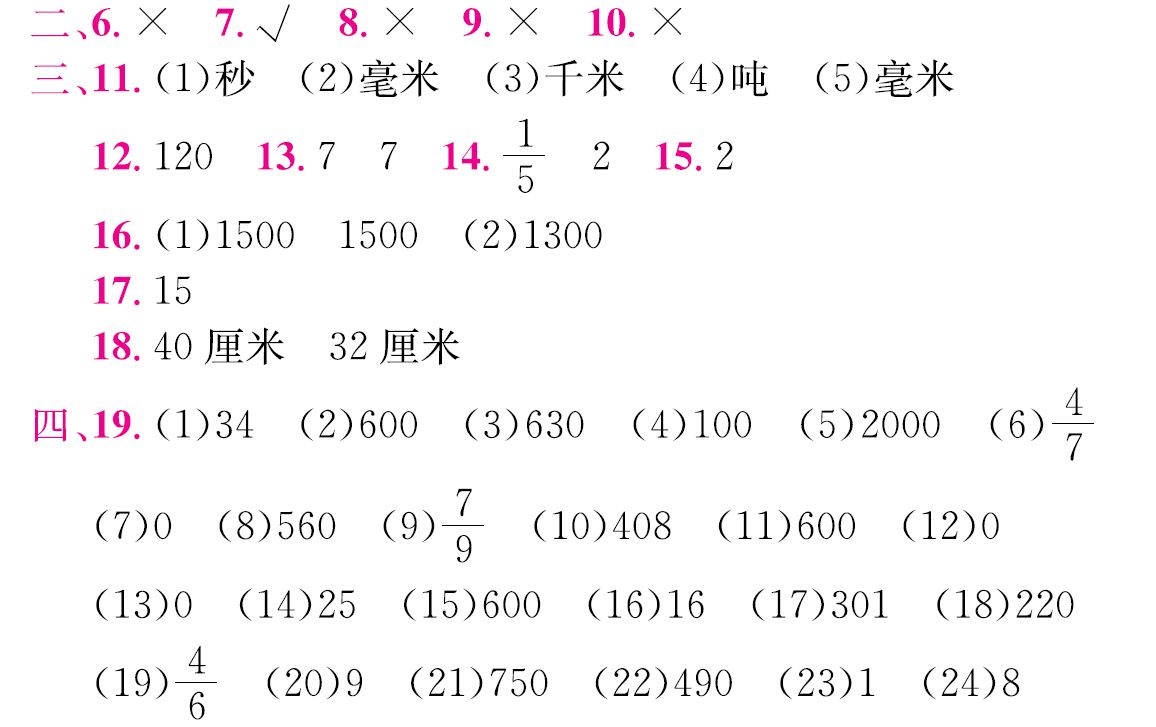 二、6. × 7. √ 8. × 9. × 10. ×
三、11. (1)秒 (2)毫米 (3)千米 (4)吨 (5)毫米
12. 120 13. 7 7 14. 1/5 2 15. 2
16. (1)1500 1500 (2)1300
17. 15
18. 40 厘米 32 厘米
四、19. (1)34 (2)600 (3)630 (4)100 (5)2000 (6)4/7
(7)0 (8)560 (9)7/9 (10)408 (11)600 (12)0
(13)0 (14)25 (15)600 (16)16 (17)301 (18)220
(19)4/6 (20)9 (21)750 (22)490 (23)1 (24)8